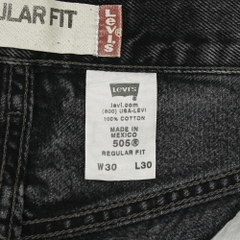 ULAR FIT
LEVI'S
Levi's
levi.com
(800) USA-LEVI
100% COTTON
MADE IN
MEXICO
505®
REGULAR FIT
W30 L30